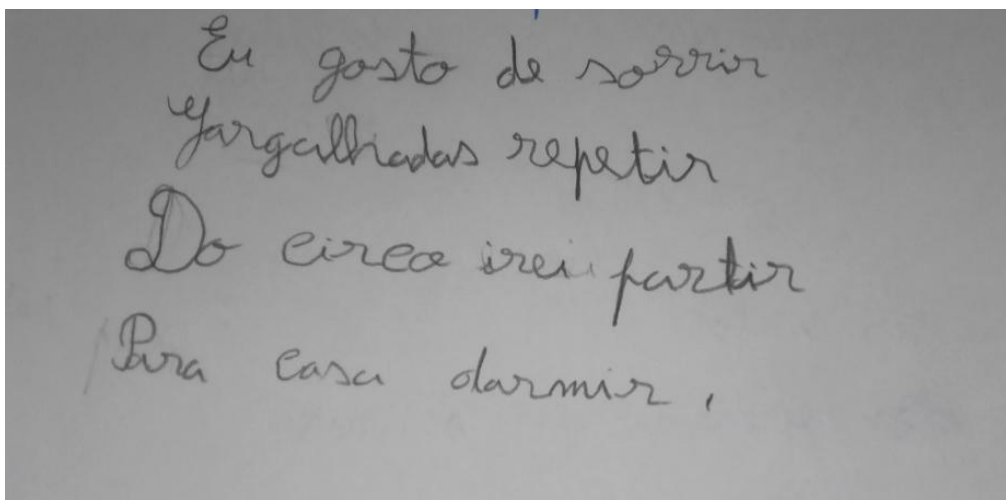 Eu gosto de sorrir
Gargalhadas repetir
Do circo irei partir
Para casa dormir.